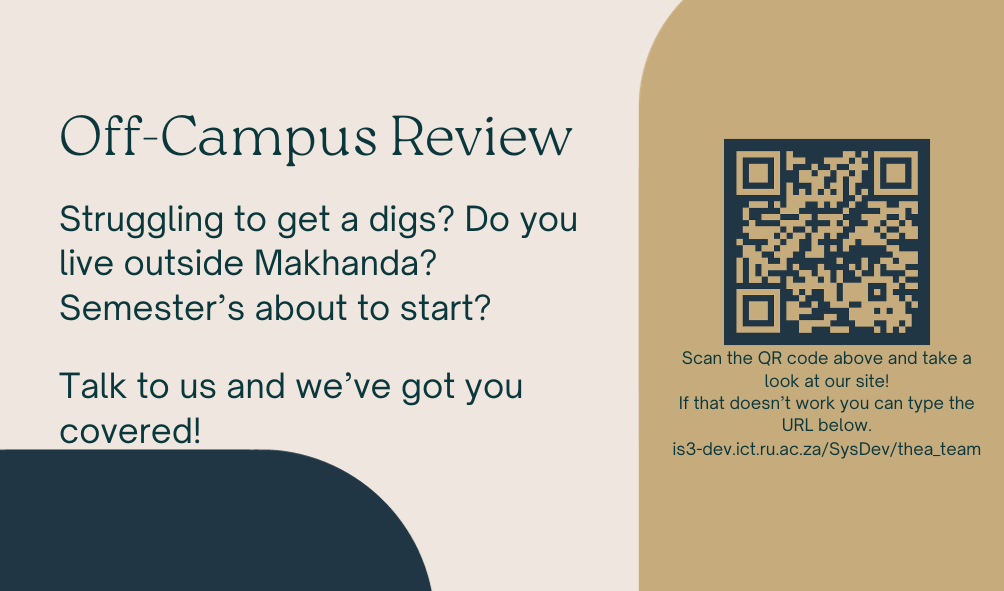 Off-Campus Review
Struggling to get a digs? Do you
live outside Makhanda?
Semester’s about to start?
Talk to us and we’ve got you
covered!
Scan the QR code above and take a
look at our site!
If that doesn’t work you can type the
URL below.
is3-dev.ict.ru.ac.za/SysDev/thea_team